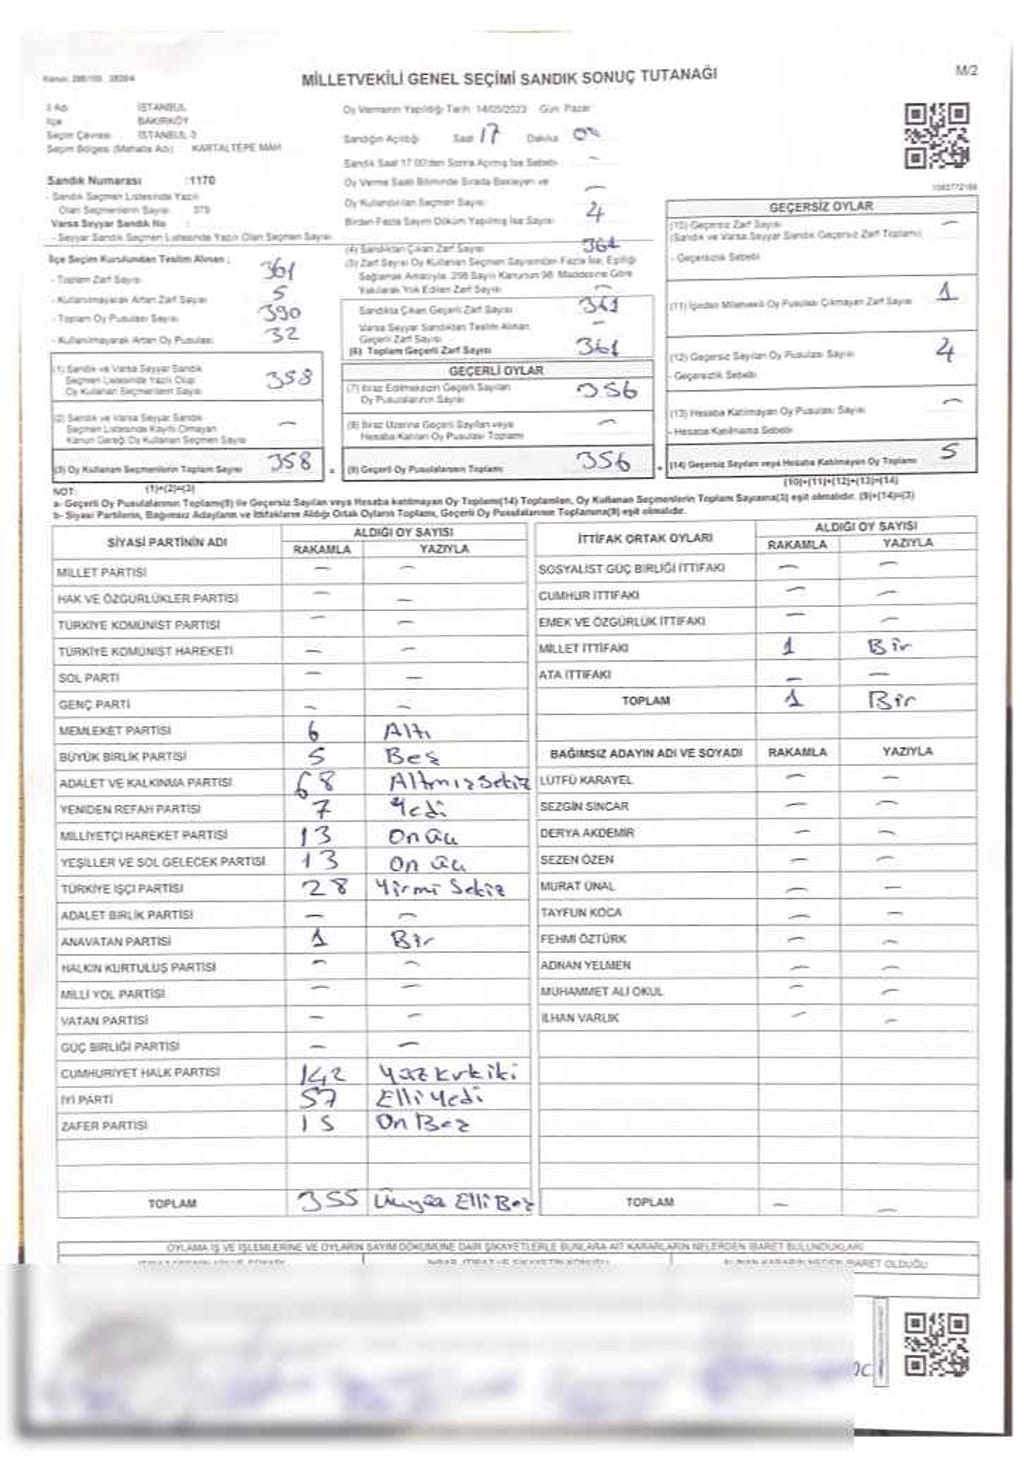 MİLLETVEKİLİ GENEL SEÇİMİ SANDIK SONUÇ TUTANAĞI
M/2
İl Adı İSTANBUL
İlçe BAKIRKÖY
Seçim Çevresi İSTANBUL-3
Seçim Bölgesi (Mahalle Adı) KARTALTEPE MAH
Sandık Numarası :1170
- Sandık Seçmen Listesinde Yazılı
Olan Seçmenlerin Sayısı 379
Varsa Seyyar Sandık No :
- Seyyar Sandık Seçmen Listesinde Yazılı Olan Seçmen Sayısı
İlçe Seçim Kurulundan Teslim Alınan ;
- Toplam Zarf Sayısı 361
- Kullanılmayarak Artan Zarf Sayısı 5
- Toplam Oy Pusulası Sayısı 390
- Kullanılmayarak Artan Oy Pusulası 32
(1) Sandık ve Varsa Seyyar Sandık
Seçmen Listesinde Yazılı Olup
Oy Kullanan Seçmenlerin Sayısı 358
(2) Sandık ve Varsa Seyyar Sandık
Seçmen Listesinde Kayıtlı Olmayan
Kanun Gereği Oy Kullanan Seçmen Sayısı —
(3) Oy Kullanan Seçmenlerin Toplam Sayısı 358
(1)+(2)=(3)
Oy Vermenin Yapıldığı Tarih 14/05/2023 Gün Pazar
Sandığın Açıldığı Saat 17 Dakika 00
Sandık Saat 17:00'den Sonra Açılmış İse Sebebi —
Oy Verme Saati Bitiminde Sırada Bekleyen ve
Oy Kullandırılan Seçmen Sayısı —
Birden Fazla Sayım Döküm Yapılmış İse Sayısı 4
(4) Sandıktan Çıkan Zarf Sayısı 361
(5) Zarf Sayısı Oy Kullanan Seçmen Sayısından Fazla İse, Eşitliği
Sağlamak Amacıyla, 298 Sayılı Kanunun 98. Maddesine Göre
Yakılarak Yok Edilen Zarf Sayısı —
Sandıkta Çıkan Geçerli Zarf Sayısı 361
Varsa Seyyar Sandıktan Teslim Alınan
Geçerli Zarf Sayısı —
(6) Toplam Geçerli Zarf Sayısı 361
GEÇERLİ OYLAR
(7) İtiraz Edilmeksizin Geçerli Sayılan
Oy Pusulalarının Sayısı 356
(8) İtiraz Üzerine Geçerli Sayılan veya
Hesaba Katılan Oy Pusulaları Toplamı —
(9) Geçerli Oy Pusulalarının Toplamı 356
GEÇERSİZ OYLAR
(10) Geçersiz Zarf Sayısı —
(Sandık ve Varsa Seyyar Sandık Geçersiz Zarf Toplamı)
- Geçersizlik Sebebi
(11) İçinden Milletvekili Oy Pusulası Çıkmayan Zarf Sayısı 1
(12) Geçersiz Sayılan Oy Pusulası Sayısı 4
- Geçersizlik Sebebi
(13) Hesaba Katılmayan Oy Pusulası Sayısı —
- Hesaba Katılmama Sebebi
(14) Geçersiz Sayılan veya Hesaba Katılmayan Oy Toplamı 5
(10)+(11)+(12)+(13)=(14)
NOT:
a- Geçerli Oy Pusulalarının Toplamı(9) ile Geçersiz Sayılan veya Hesaba katılmayan Oy Toplamı(14) Toplamları, Oy Kullanan Seçmenlerin Toplam Sayısına(3) eşit olmalıdır. (9)+(14)=(3)
b- Siyasi Partilerin, Bağımsız Adayların ve İttifakların Aldığı Ortak Oyların Toplamı, Geçerli Oy Pusulalarının Toplamına(9) eşit olmalıdır.
SİYASİ PARTİNİN ADI ALDIĞI OY SAYISI
RAKAMLA YAZIYLA
MİLLET PARTİSİ — —
HAK VE ÖZGÜRLÜKLER PARTİSİ — —
TÜRKİYE KOMÜNİST PARTİSİ — —
TÜRKİYE KOMÜNİST HAREKETİ — —
SOL PARTİ — —
GENÇ PARTİ — —
MEMLEKET PARTİSİ 6 Altı
BÜYÜK BİRLİK PARTİSİ 5 Beş
ADALET VE KALKINMA PARTİSİ 68 Altmışsekiz
YENİDEN REFAH PARTİSİ 7 Yedi
MİLLİYETÇİ HAREKET PARTİSİ 13 Onüç
YEŞİLLER VE SOL GELECEK PARTİSİ 13 On üç
TÜRKİYE İŞÇİ PARTİSİ 28 Yirmi Sekiz
ADALET BİRLİK PARTİSİ — —
ANAVATAN PARTİSİ 1 Bir
HALKIN KURTULUŞ PARTİSİ — —
MİLLİ YOL PARTİSİ — —
VATAN PARTİSİ — —
GÜÇ BİRLİĞİ PARTİSİ — —
CUMHURİYET HALK PARTİSİ 142 Yüzkırkiki
İYİ PARTİ 57 Elli Yedi
ZAFER PARTİSİ 15 On Beş
TOPLAM 355 Üçyüz Elli Beş
İTTİFAK ORTAK OYLARI ALDIĞI OY SAYISI
RAKAMLA YAZIYLA
SOSYALİST GÜÇ BİRLİĞİ İTTİFAKI — —
CUMHUR İTTİFAKI — —
EMEK VE ÖZGÜRLÜK İTTİFAKI — —
MİLLET İTTİFAKI 1 Bir
ATA İTTİFAKI — —
TOPLAM 1 Bir
BAĞIMSIZ ADAYIN ADI VE SOYADI RAKAMLA YAZIYLA
LÜTFÜ KARAYEL — —
SEZGİN SİNCAR — —
DERYA AKDEMİR — —
SEZEN ÖZEN — —
MURAT ÜNAL — —
TAYFUN KOCA — —
FEHMİ ÖZTÜRK — —
ADNAN YELMEN — —
MUHAMMET ALİ OKUL — —
İLHAN VARLIK — —
TOPLAM — —
OYLAMA İŞ VE İŞLEMLERİNE VE OYLARIN SAYIM DÖKÜMÜNE DAİR ŞİKAYETLERLE BUNLARA AİT KARARLARIN NELERDEN İBARET BULUNDUKLARI